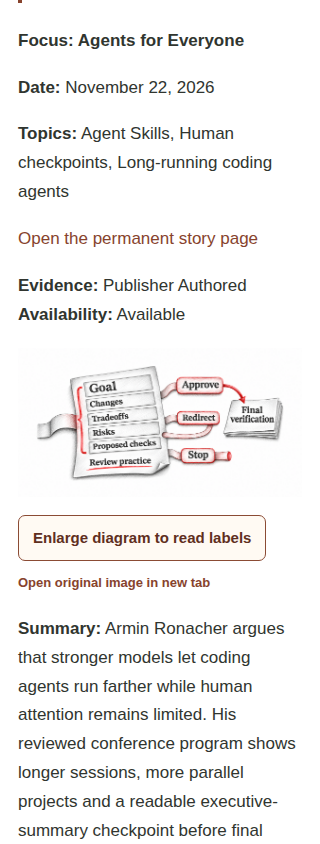 Focus: Agents for Everyone
Date: November 22, 2026
Topics: Agent Skills, Human
checkpoints, Long-running coding
agents
Open the permanent story page
Evidence: Publisher Authored
Availability: Available
Goal
Changes
Tradeoffs
Risks
Proposed checks
Review practice
Approve
Redirect
Stop
Final
verification
Enlarge diagram to read labels
Open original image in new tab
Summary: Armin Ronacher argues
that stronger models let coding
agents run farther while human
attention remains limited. His
reviewed conference program shows
longer sessions, more parallel
projects and a readable executive-
summary checkpoint before final